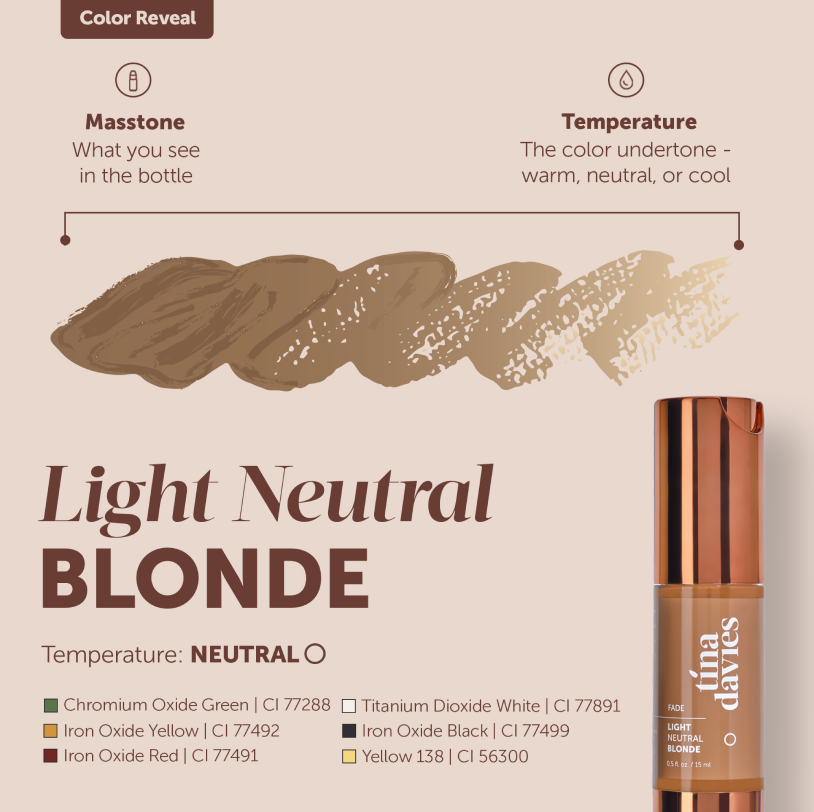 Color Reveal
Masstone
What you see
in the bottle
Temperature
The color undertone -
warm, neutral, or cool
Light Neutral
BLONDE
Temperature: NEUTRAL
Chromium Oxide Green | CI 77288
Titanium Dioxide White | CI 77891
Iron Oxide Yellow | CI 77492
Iron Oxide Black | CI 77499
Iron Oxide Red | CI 77491
Yellow 138 | CI 56300
tina
davies
FADE
LIGHT
NEUTRAL
BLONDE
0.5 fl. oz. / 15 ml